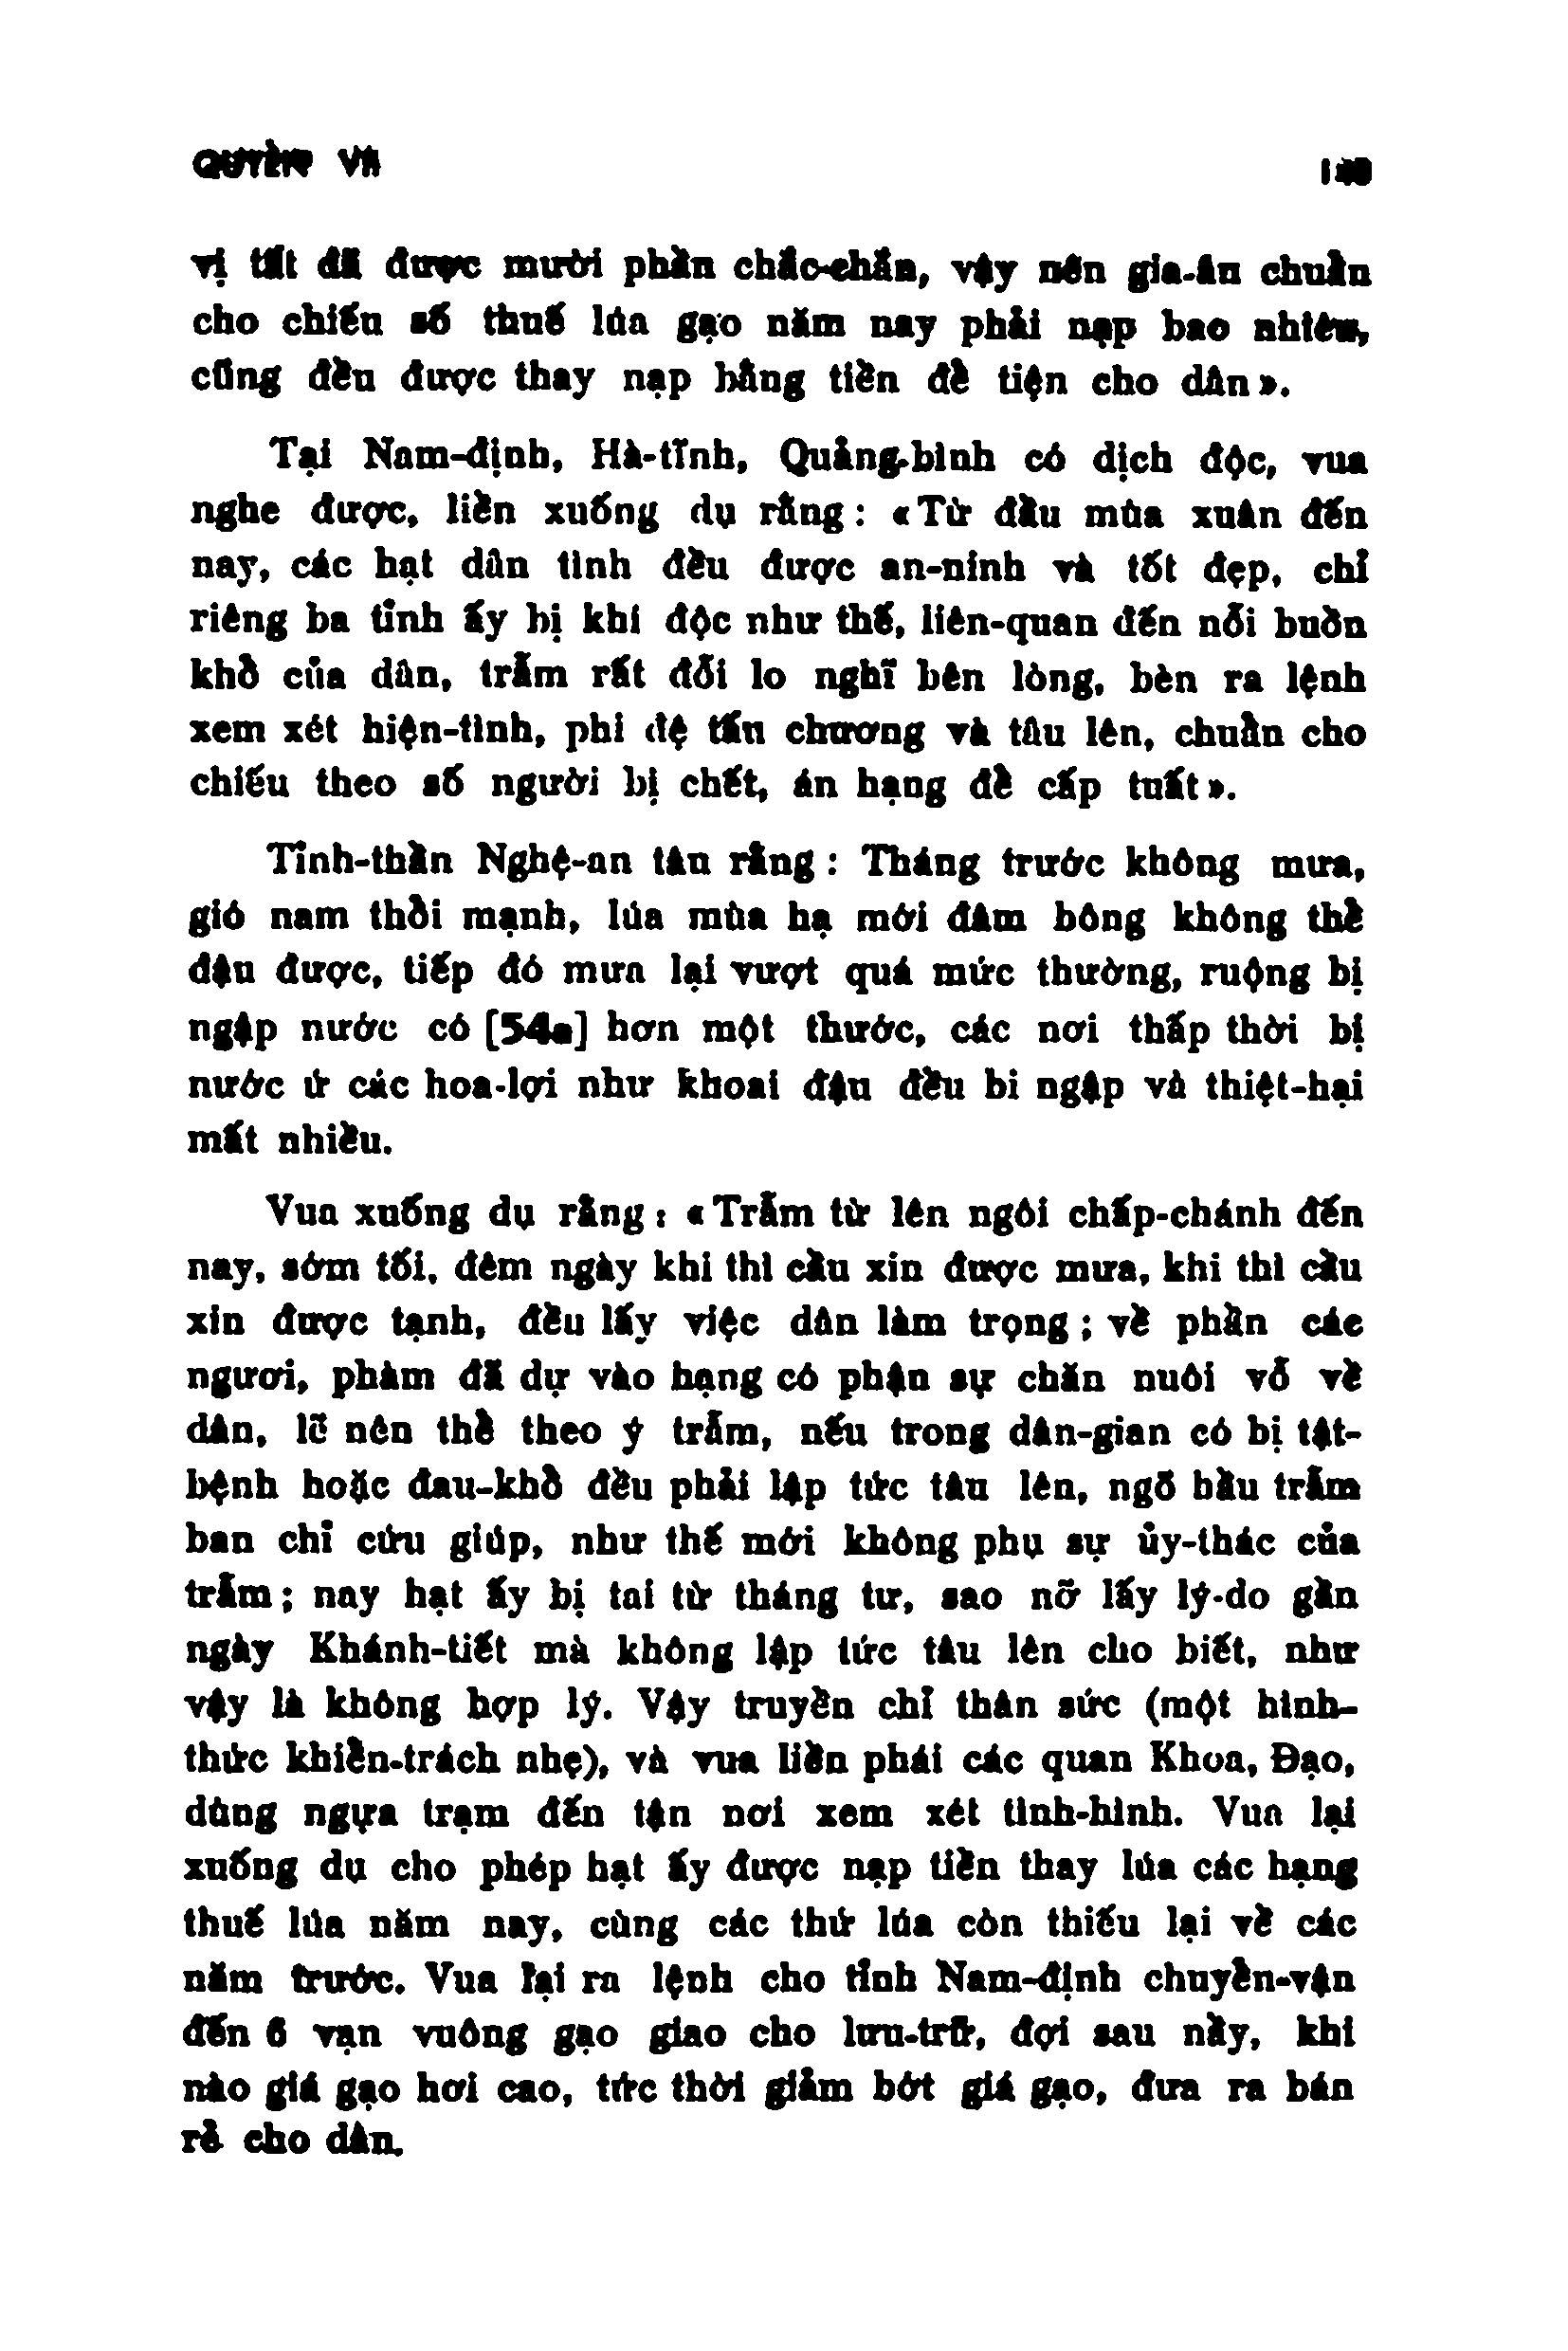 QUYỂN VII
vị tất đã được mười phần chắc-chắn, vậy nên gia-ân chuẩn
cho chiếu số thuế lúa gạo năm nay phải nạp bao nhiêu,
cũng đều được thay nạp bằng tiền để tiện cho dân».
Tại Nam-định, Hà-tĩnh, Quảng-bình có dịch độc, vua
nghe được, liền xuống dụ rằng : «Từ đầu mùa xuân đến
nay, các hạt dân tình đều được an-ninh và tốt đẹp, chỉ
riêng ba tỉnh ấy bị khí độc như thế, liên-quan đến nỗi buồn
khổ của dân, trẫm rất đỗi lo nghĩ bên lòng, bèn ra lệnh
xem xét hiện-tình, phi đệ tấn chương và tâu lên, chuẩn cho
chiếu theo số người bị chết, án hạng để cấp tuất».
Tỉnh-thần Nghệ-an tâu rằng : Tháng trước không mưa,
gió nam thổi mạnh, lúa mùa hạ mới đâm bông không thể
đậu được, tiếp đó mưa lại vượt quá mức thường, ruộng bị
ngập nước có [54a] hơn một thước, các nơi thấp thời bị
nước ứ các hoa-lợi như khoai đậu đều bi ngập và thiệt-hại
mất nhiều.
Vua xuống dụ rằng : «Trẫm từ lên ngôi chấp-chánh đến
nay, sớm tối, đêm ngày khi thì cầu xin được mưa, khi thì cầu
xin được tạnh, đều lấy việc dân làm trọng ; về phần các
ngươi, phàm đã dự vào hạng có phận sự chăn nuôi vỗ về
dân, lẽ nên thể theo ý trẫm, nếu trong dân-gian có bị tật-
bệnh hoặc đau-khổ đều phải lập tức tâu lên, ngõ hầu trẫm
ban chỉ cứu giúp, như thế mới không phụ sự ủy-thác của
trẫm ; nay hạt ấy bị tai từ tháng tư, sao nỡ lấy lý-do gần
ngày Khánh-tiết mà không lập tức tâu lên cho biết, như
vậy là không hợp lý. Vậy truyền chỉ thân sức (một hình-
thức khiển-trách nhẹ), và vua liền phái các quan Khoa, Đạo,
dùng ngựa trạm đến tận nơi xem xét tình-hình. Vua lại
xuống dụ cho phép hạt ấy được nạp tiền thay lúa các hạng
thuế lúa năm nay, cùng các thứ lúa còn thiếu lại về các
năm trước. Vua lại ra lệnh cho tỉnh Nam-định chuyển-vận
đến 6 vạn vuông gạo giao cho lưu-trữ, đợi sau nầy, khi
nào giá gạo hơi cao, tức thời giảm bớt giá gạo, đưa ra bán
rẻ cho dân.